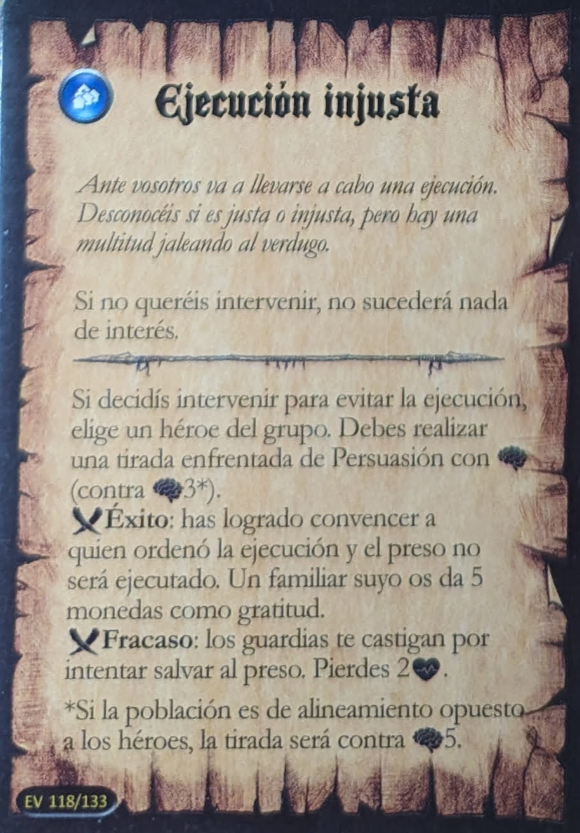 Ejecución injusta
Ante vosotros va a llevarse a cabo una ejecución.
Desconocéis si es justa o injusta, pero hay una
multitud jaleando al verdugo.
Si no queréis intervenir, no sucederá nada
de interés.
Si decidís intervenir para evitar la ejecución,
elige un héroe del grupo. Debes realizar
una tirada enfrentada de Persuasión con
(contra 3*).
Éxito: has logrado convencer a
quien ordenó la ejecución y el preso no
será ejecutado. Un familiar suyo os da 5
monedas como gratitud.
Fracaso: los guardias te castigan por
intentar salvar al preso. Pierdes 2 .
*Si la población es de alineamiento opuesto
a los héroes, la tirada será contra 5.
EV 118/133